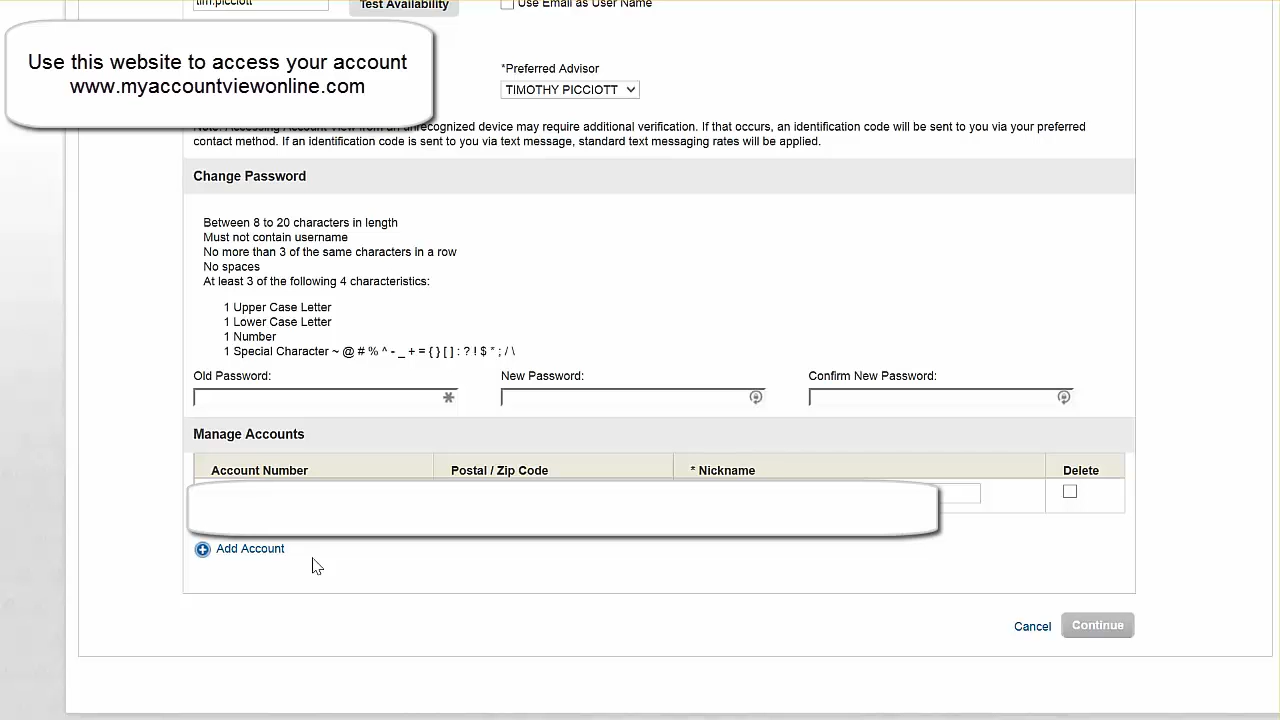 tim.picciott
Test Availability
Use Email as User Name
Use this website to access your account
www.myaccountviewonline.com
*Preferred Advisor
TIMOTHY PICCIOTT
Note: Accessing Account View from an unrecognized device may require additional verification. If that occurs, an identification code will be sent to you via your preferred
contact method. If an identification code is sent to you via text message, standard text messaging rates will be applied.
Change Password
Between 8 to 20 characters in length
Must not contain username
No more than 3 of the same characters in a row
No spaces
At least 3 of the following 4 characteristics:
1 Upper Case Letter
1 Lower Case Letter
1 Number
1 Special Character ~ @ # % ^ - _ + = { } [ ] : ? ! $ * ; / \
Old Password: New Password: Confirm New Password:
Manage Accounts
Account Number Postal / Zip Code * Nickname Delete
Add Account
Cancel Continue